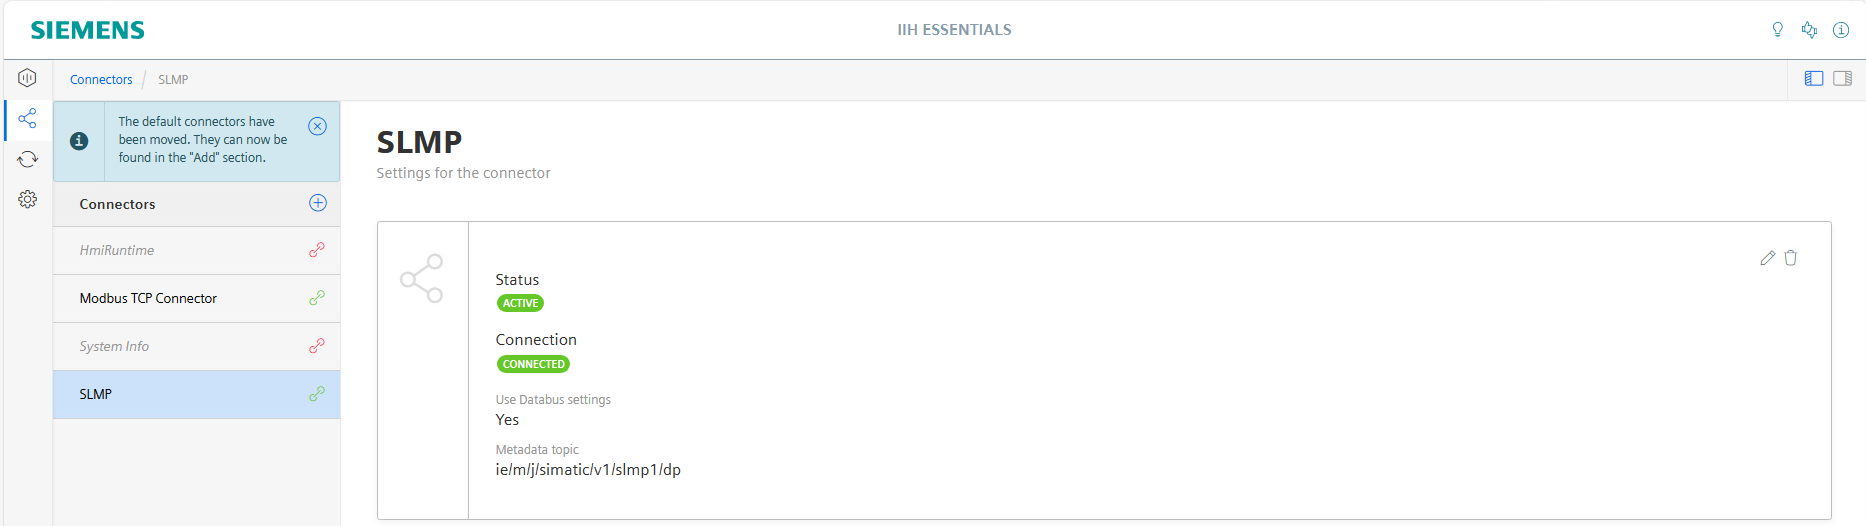 SIEMENS
IIH ESSENTIALS
Connectors / SLMP
The default connectors have
been moved. They can now be
found in the "Add" section.
Connectors
HmiRuntime
Modbus TCP Connector
System Info
SLMP
SLMP
Settings for the connector
Status
ACTIVE
Connection
CONNECTED
Use Databus settings
Yes
Metadata topic
ie/m/j/simatic/v1/slmp1/dp